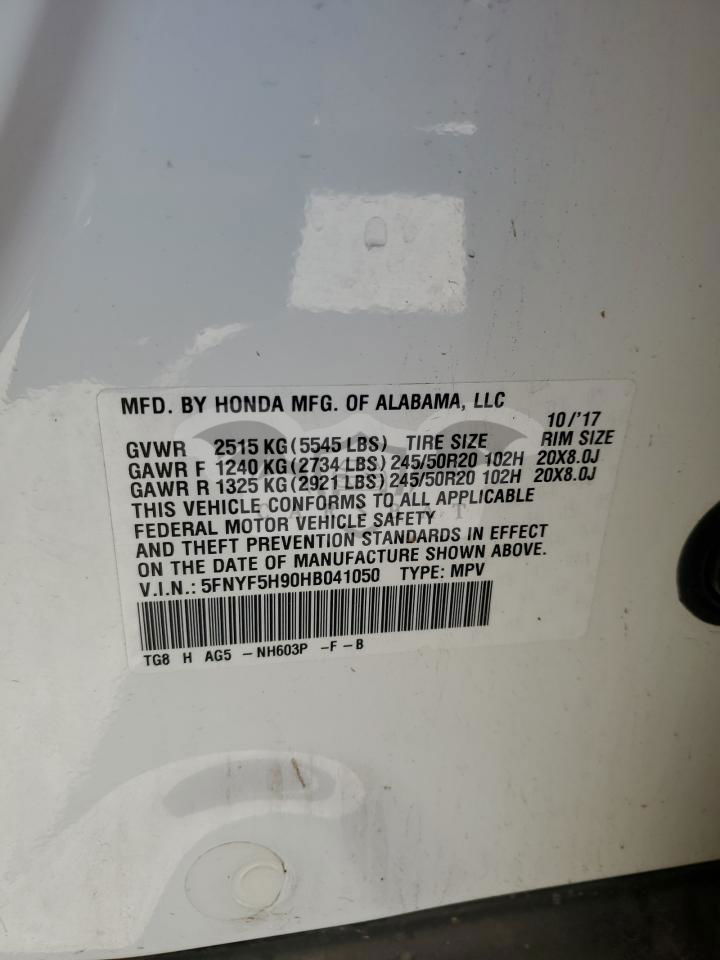 MFD. BY HONDA MFG. OF ALABAMA, LLC 10/'17
GVWR 2515 KG (5545 LBS) TIRE SIZE RIM SIZE
GAWR F 1240 KG (2734 LBS) 245/50R20 102H 20X8.0J
GAWR R 1325 KG (2921 LBS) 245/50R20 102H 20X8.0J
THIS VEHICLE CONFORMS TO ALL APPLICABLE
FEDERAL MOTOR VEHICLE SAFETY
AND THEFT PREVENTION STANDARDS IN EFFECT
ON THE DATE OF MANUFACTURE SHOWN ABOVE.
V.I.N.: 5FNYF5H90HB041050 TYPE: MPV
TG8 H AG5 -NH603P -F-B